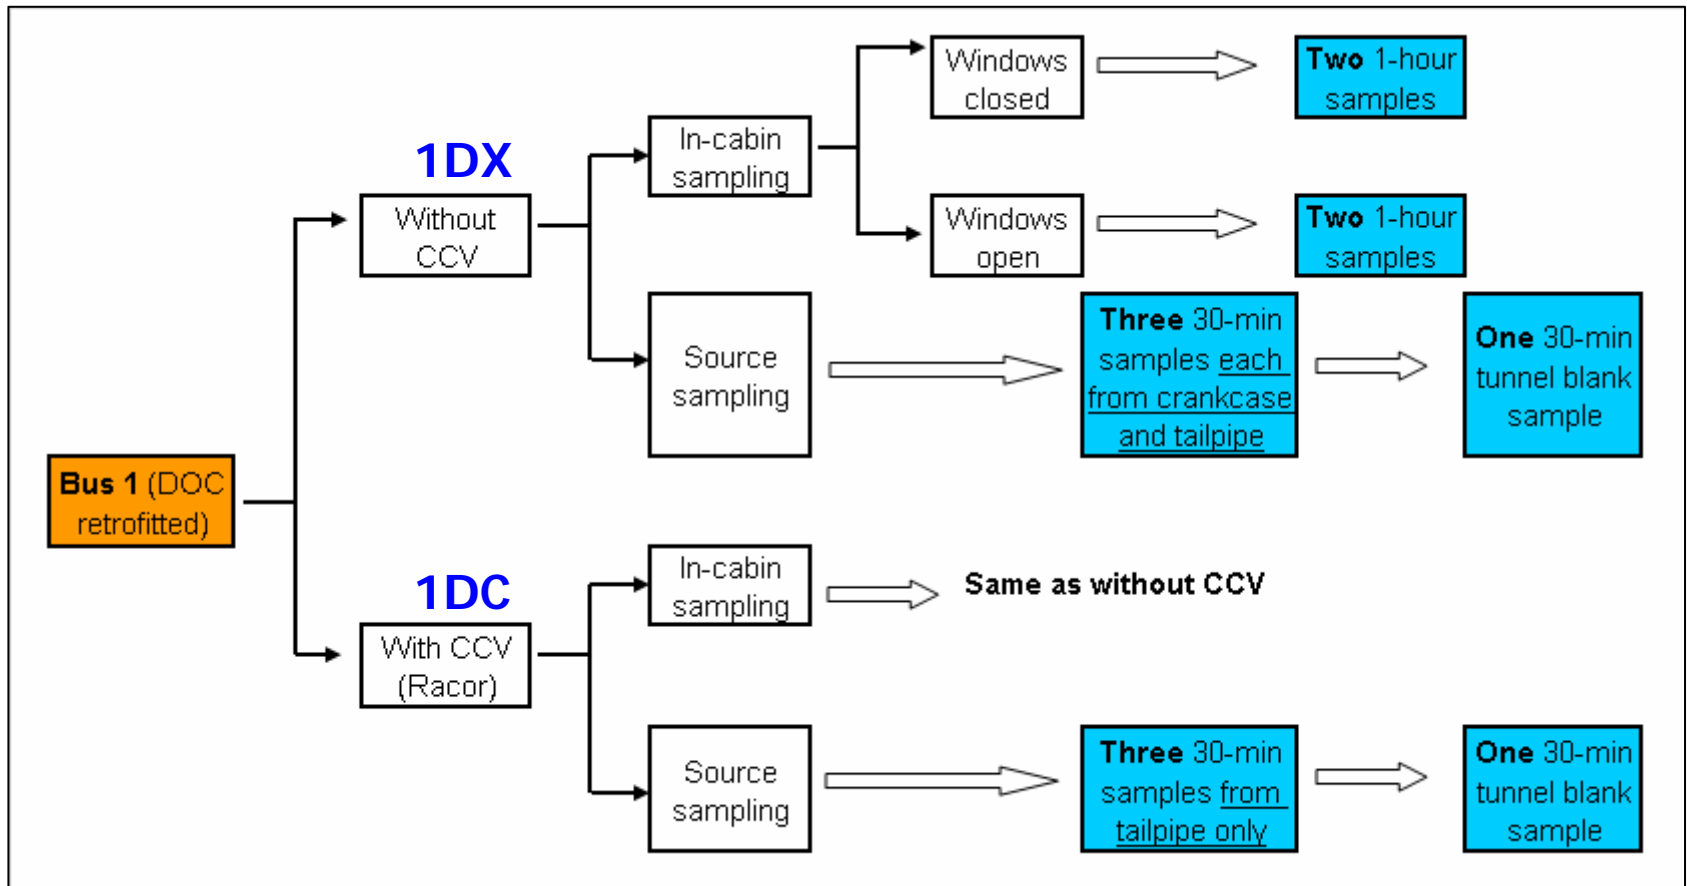 Windows
closed
Two 1-hour
samples
In-cabin
sampling
1DX
Without
CCV
Windows
open
Two 1-hour
samples
Source
sampling
Three 30-min
samples each
from crankcase
and tailpipe
One 30-min
tunnel blank
sample
Bus 1 (DOC
retrofitted)
1DC
With CCV
(Racor)
In-cabin
sampling
Same as without CCV
Source
sampling
Three 30-min
samples from
tailpipe only
One 30-min
tunnel blank
sample